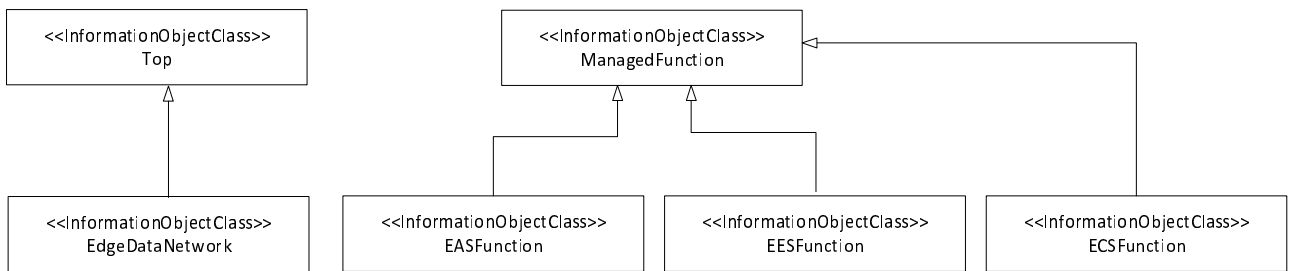 <<InformationObjectClass>>
Top
<<InformationObjectClass>>
ManagedFunction
<<InformationObjectClass>>
EdgeDataNetwork
<<InformationObjectClass>>
EASFunction
<<InformationObjectClass>>
EESFunction
<<InformationObjectClass>>
ECSFunction